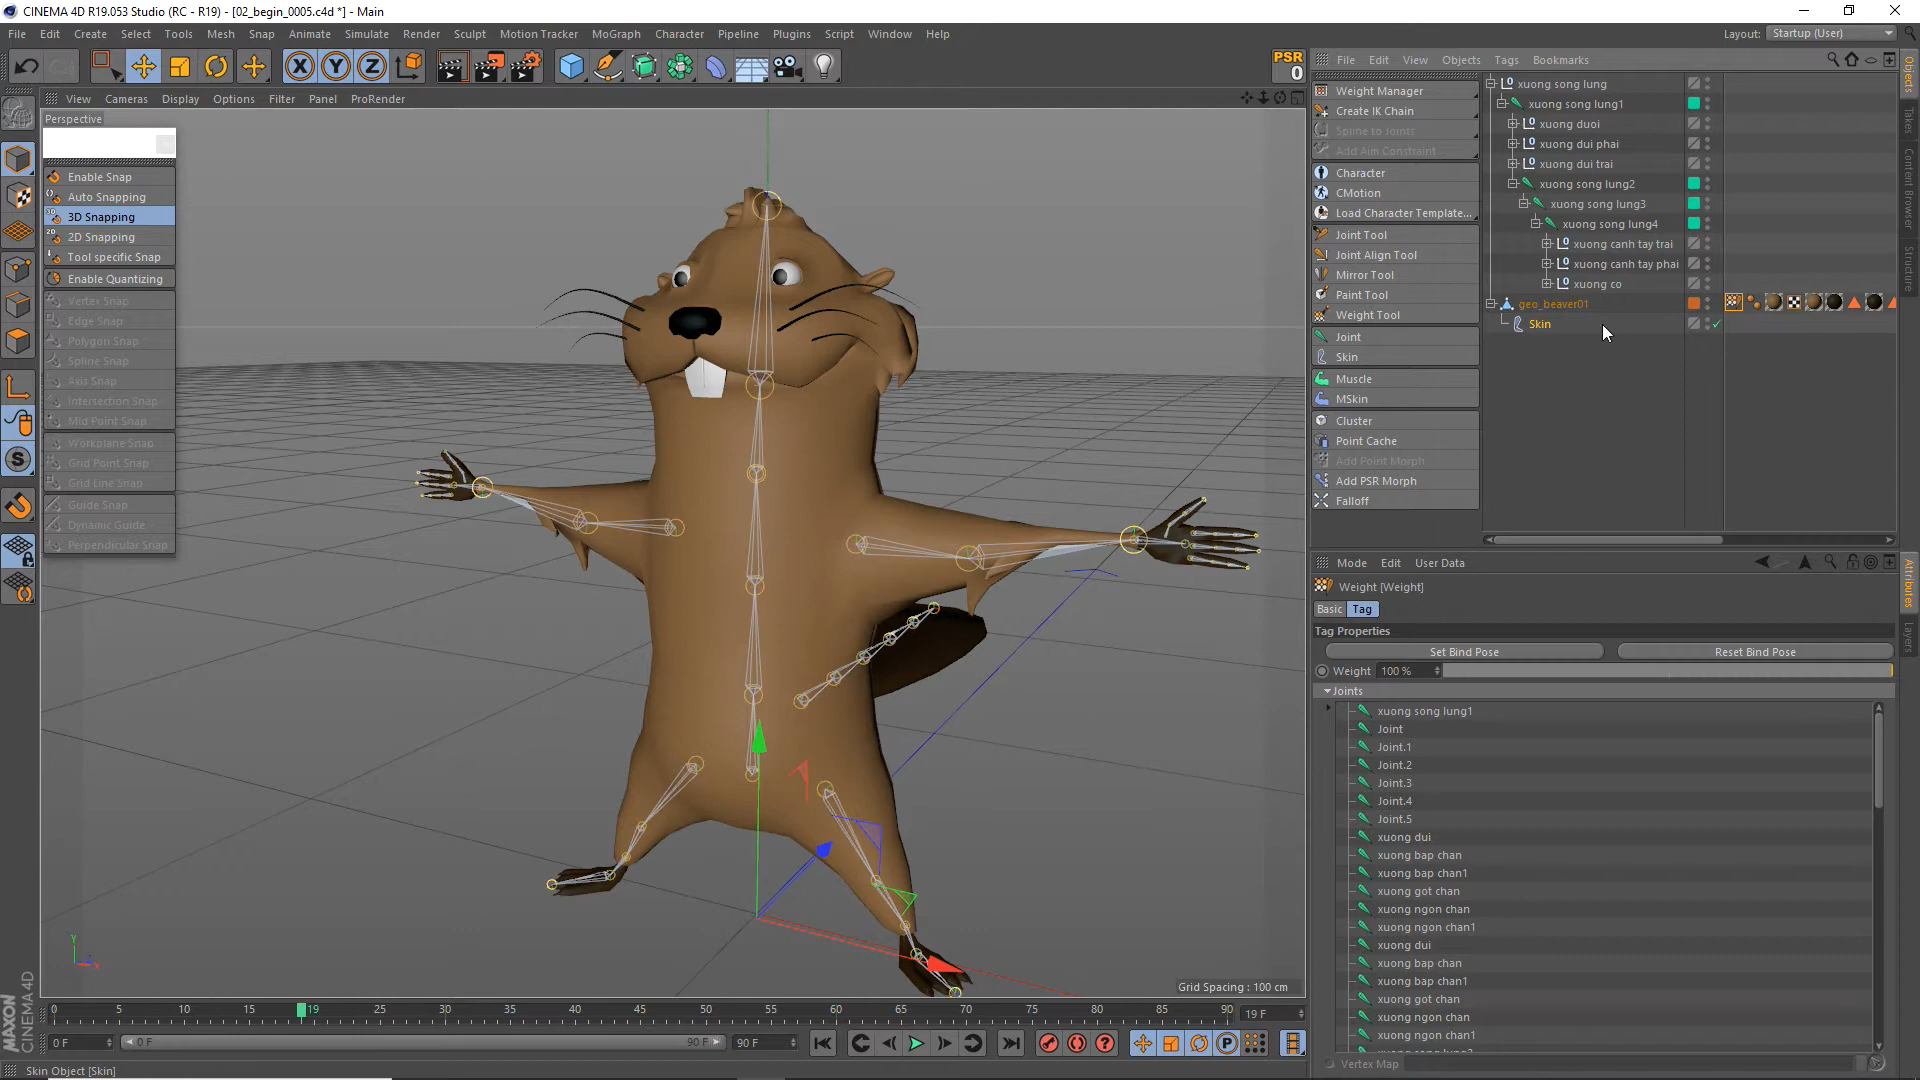 CINEMA 4D R19.053 Studio (RC - R19) - [02_begin_0005.c4d *] - Main
File Edit Create Select Tools Mesh Snap Animate Simulate Render Sculpt Motion Tracker MoGraph Character Pipeline Plugins Script Window Help
Layout: Startup (User)
X Y Z
PSR
0
File Edit View Objects Tags Bookmarks
View Cameras Display Options Filter Panel ProRender
Perspective
Enable Snap
Auto Snapping
3D Snapping
2D Snapping
Tool specific Snap
Enable Quantizing
Vertex Snap
Edge Snap
Polygon Snap
Spline Snap
Axis Snap
Intersection Snap
Mid Point Snap
Workplane Snap
Grid Point Snap
Grid Line Snap
Guide Snap
Dynamic Guide
Perpendicular Snap
Weight Manager
Create IK Chain
Spline to Joints
Add Aim Constraint
Character
CMotion
Load Character Template...
Joint Tool
Joint Align Tool
Mirror Tool
Paint Tool
Weight Tool
Joint
Skin
Muscle
MSkin
Cluster
Point Cache
Add Point Morph
Add PSR Morph
Falloff
xuong song lung
xuong song lung1
xuong duoi
xuong dui phai
xuong dui trai
xuong song lung2
xuong song lung3
xuong song lung4
xuong canh tay trai
xuong canh tay phai
xuong co
geo_beaver01
Skin
Objects
Takes
Content Browser
Structure
Mode Edit User Data
Weight [Weight]
Basic Tag
Tag Properties
Set Bind Pose Reset Bind Pose
Weight 100 %
Joints
xuong song lung1
Joint
Joint.1
Joint.2
Joint.3
Joint.4
Joint.5
xuong dui
xuong bap chan
xuong bap chan1
xuong got chan
xuong ngon chan
xuong ngon chan1
xuong dui
xuong bap chan
xuong bap chan1
xuong got chan
xuong ngon chan
xuong ngon chan1
Vertex Map
Attributes
Layers
Grid Spacing : 100 cm
0 5 10 15 19 25 30 35 40 45 50 55 60 65 70 75 80 85 90 19 F
0 F 0 F 90 F 90 F
MAXON
CINEMA 4D
Skin Object [Skin]